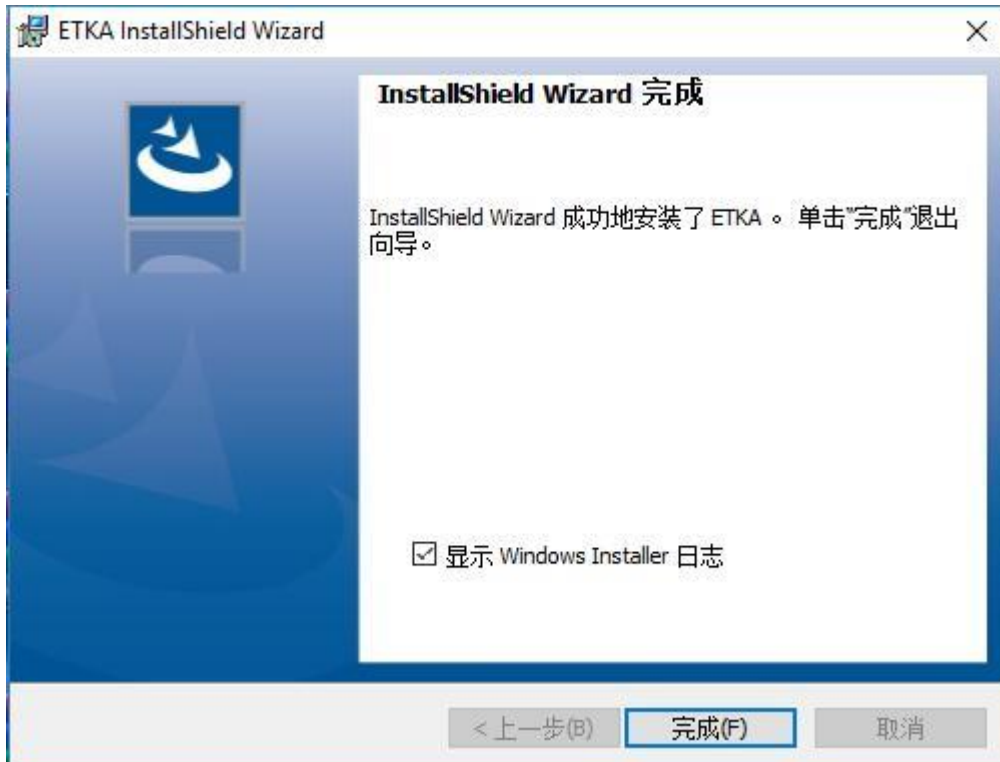 ETKA InstallShield Wizard
InstallShield Wizard 完成
InstallShield Wizard 成功地安装了 ETKA 。 单击"完成"退出
向导。
显示 Windows Installer 日志
<上一步(B) 完成(F) 取消